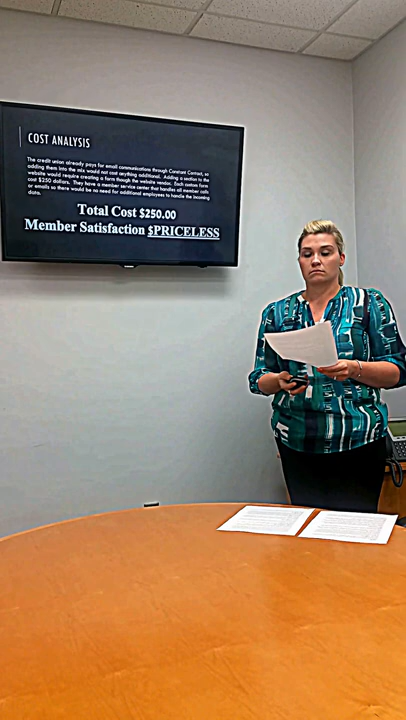 COST ANALYSIS
The credit union already pays for email communications through Constant Contact, so
adding them into the mix would not cost anything additional. Adding a section to the
website would require creating a form though the website vendor. Each custom form
cost $250 dollars. They have a member service center that handles all member calls
or emails so there would be no need for additional employees to handle the incoming
data.
Total Cost $250.00
Member Satisfaction $PRICELESS